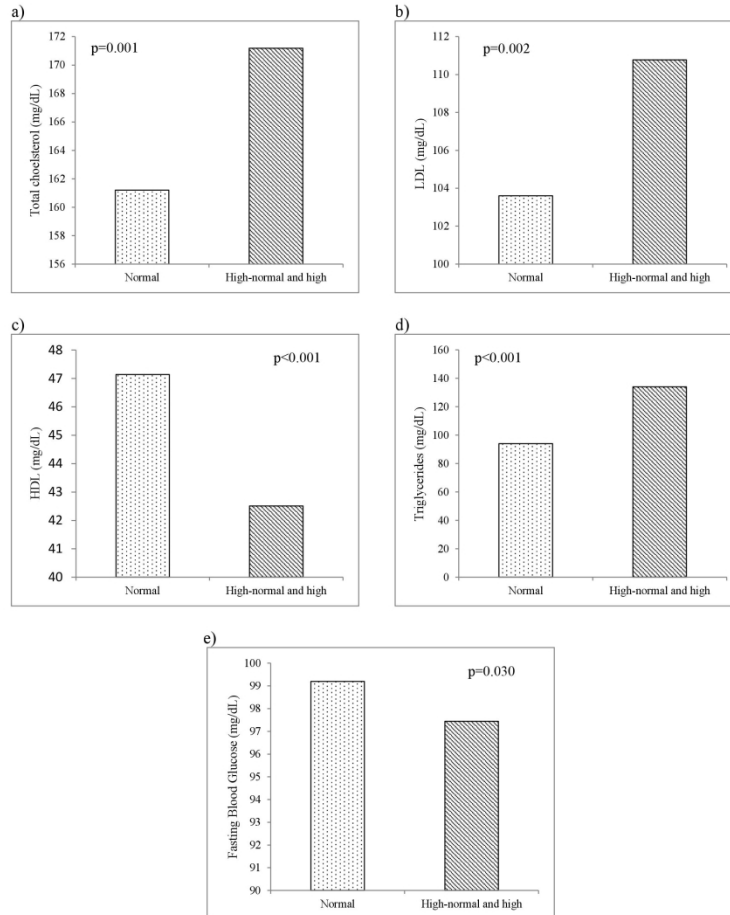 a)
Total choelsterol (mg/dL)
172
170
168
166
164
162
160
158
156
p=0.001
Normal
High-normal and high
b)
LDL (mg/dL)
112
110
108
106
104
102
100
p=0.002
Normal
High-normal and high
c)
HDL (mg/dL)
48
47
46
45
44
43
42
41
40
p<0.001
Normal
High-normal and high
d)
Triglycerides (mg/dL)
160
140
120
100
80
60
40
20
0
p<0.001
Normal
High-normal and high
e)
Fasting Blood Glucose (mg/dL)
100
99
98
97
96
95
94
93
92
91
90
p=0.030
Normal
High-normal and high